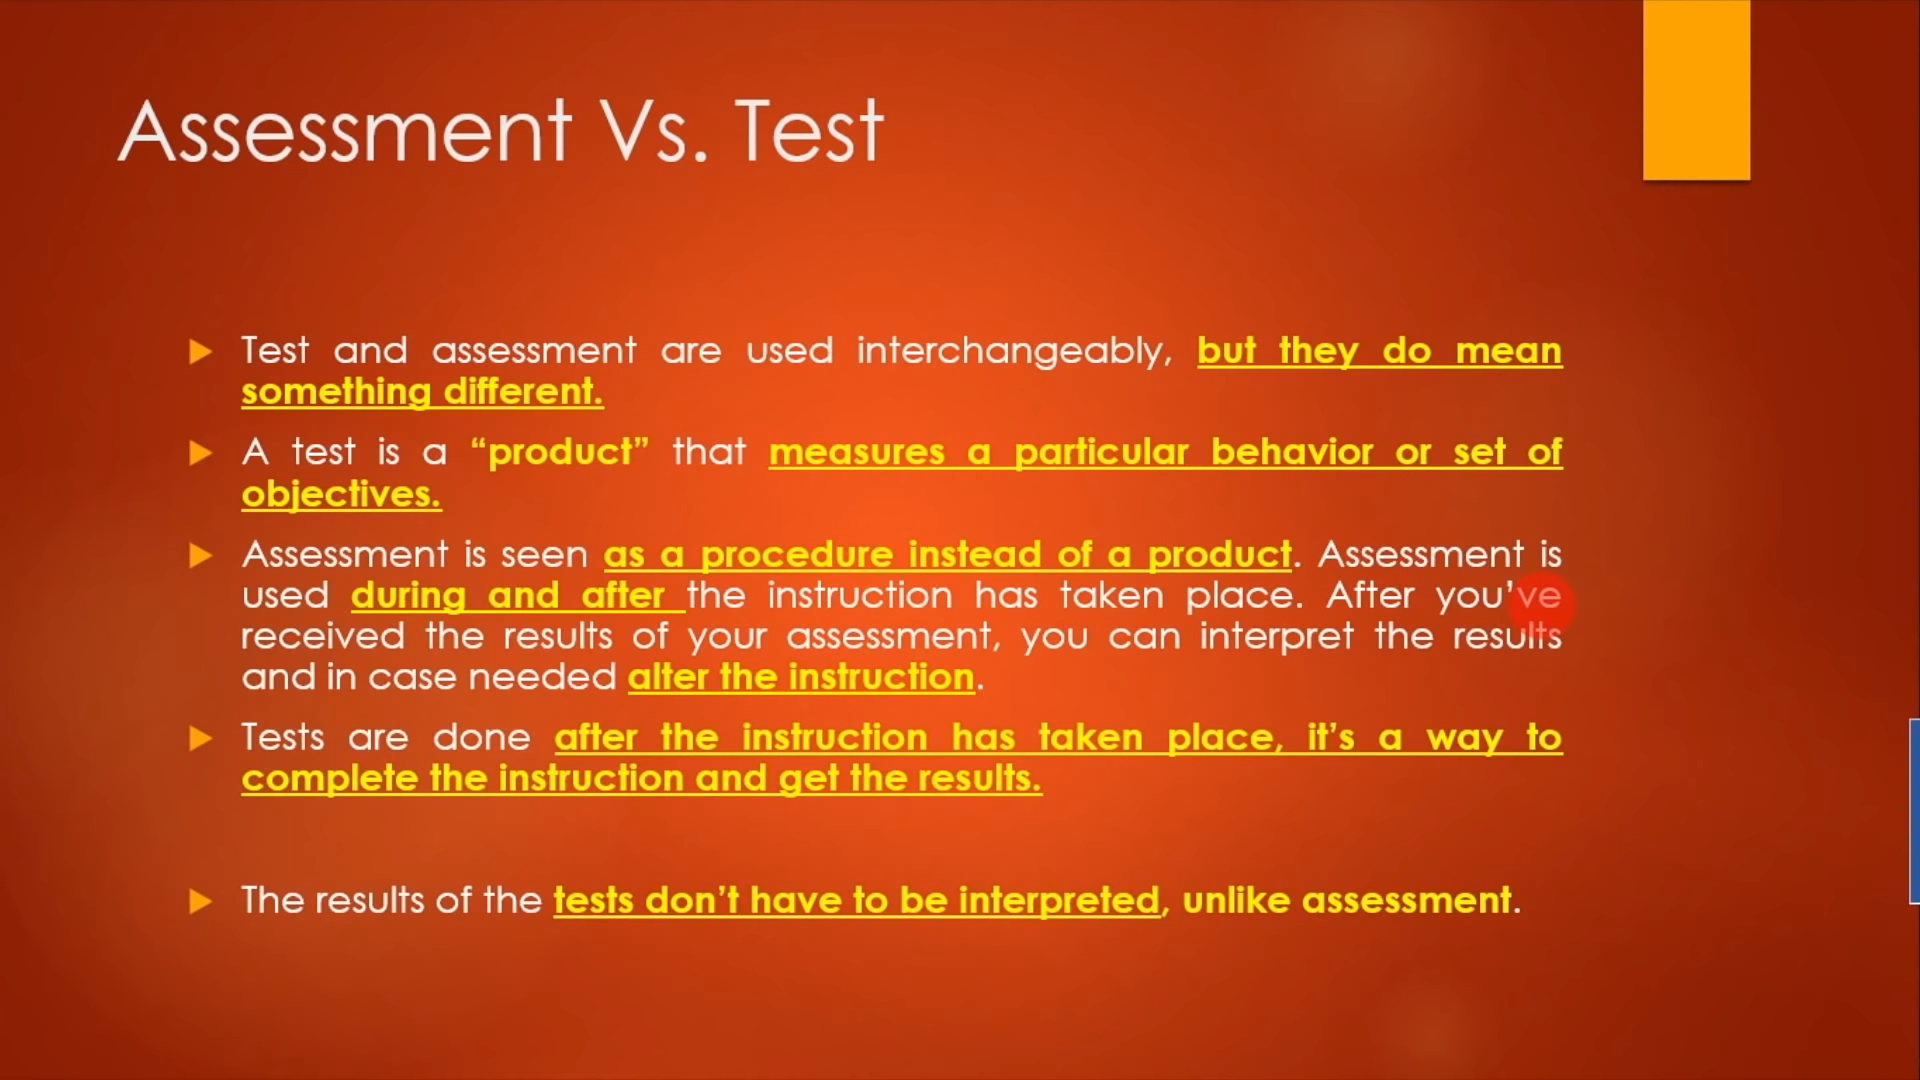 Assessment Vs. Test
Test and assessment are used interchangeably, but they do mean
something different.
A test is a “product” that measures a particular behavior or set of
objectives.
Assessment is seen as a procedure instead of a product. Assessment is
used during and after the instruction has taken place. After you’ve
received the results of your assessment, you can interpret the results
and in case needed alter the instruction.
Tests are done after the instruction has taken place, it’s a way to
complete the instruction and get the results.
The results of the tests don’t have to be interpreted, unlike assessment.